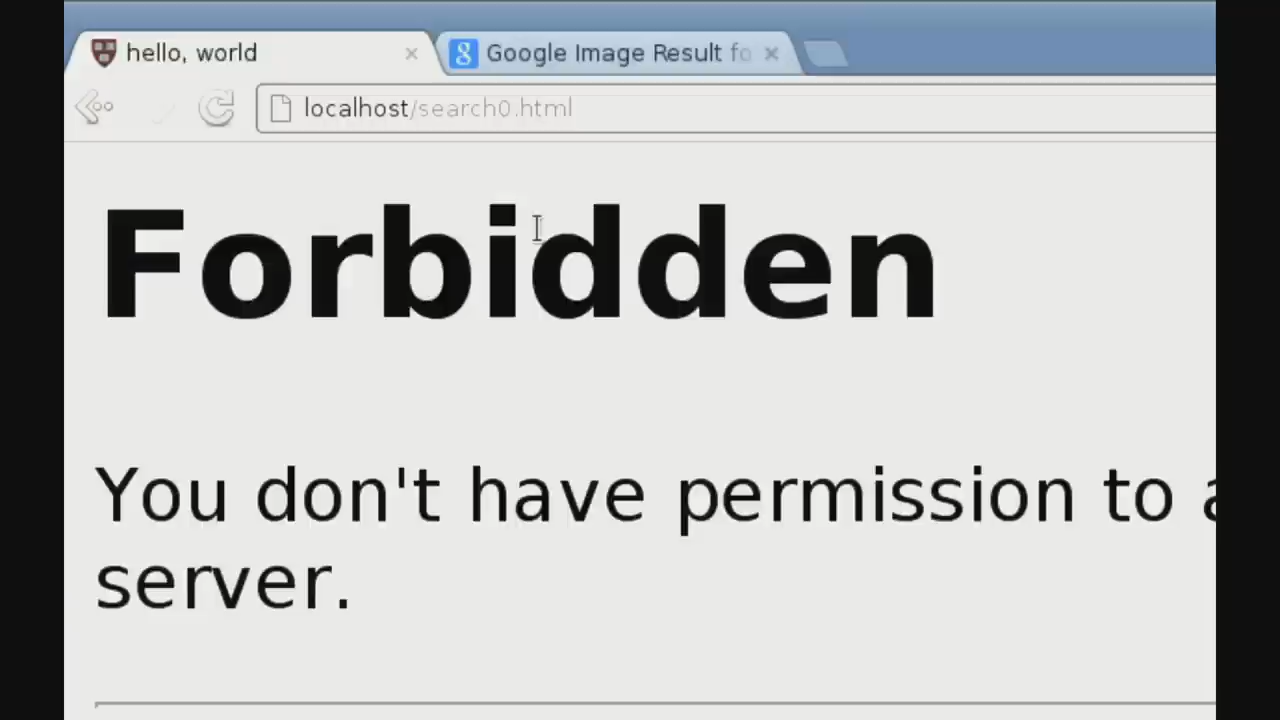 hello, world
Google Image Result fo
localhost/search0.html
Forbidden
You don't have permission to a
server.